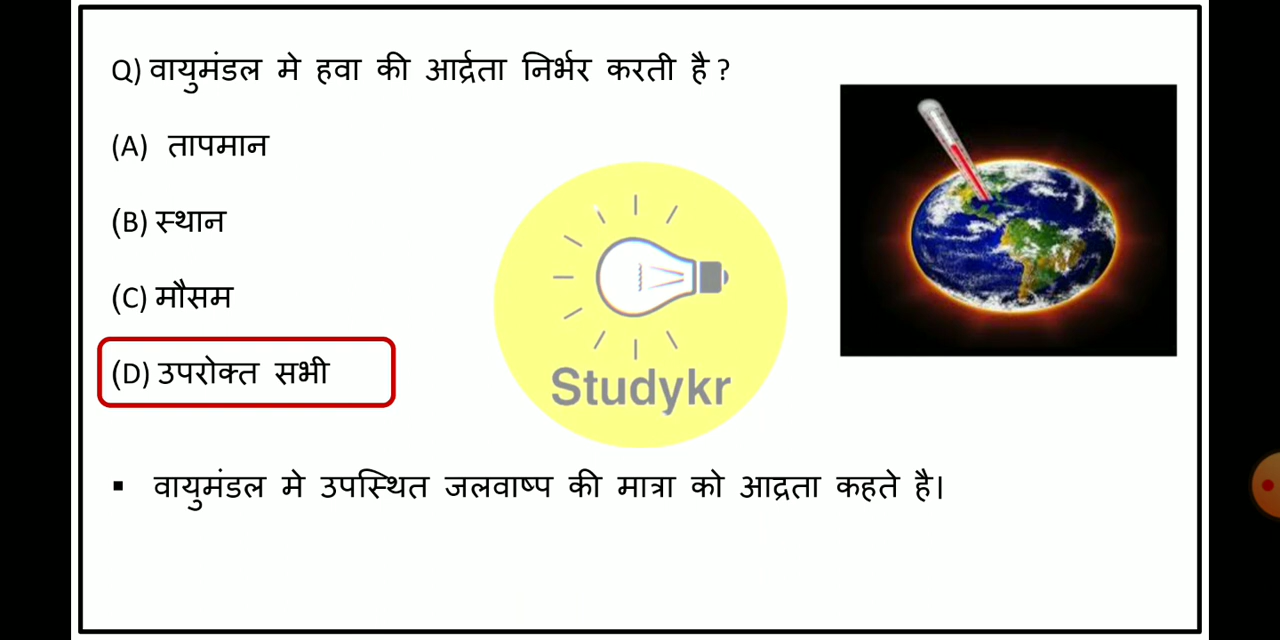 Q) वायुमंडल मे हवा की आर्द्रता निर्भर करती है ?
(A) तापमान
(B) स्थान
(C) मौसम
(D) उपरोक्त सभी
Studykr
▪ वायुमंडल मे उपस्थित जलवाष्प की मात्रा को आद्रता कहते है।